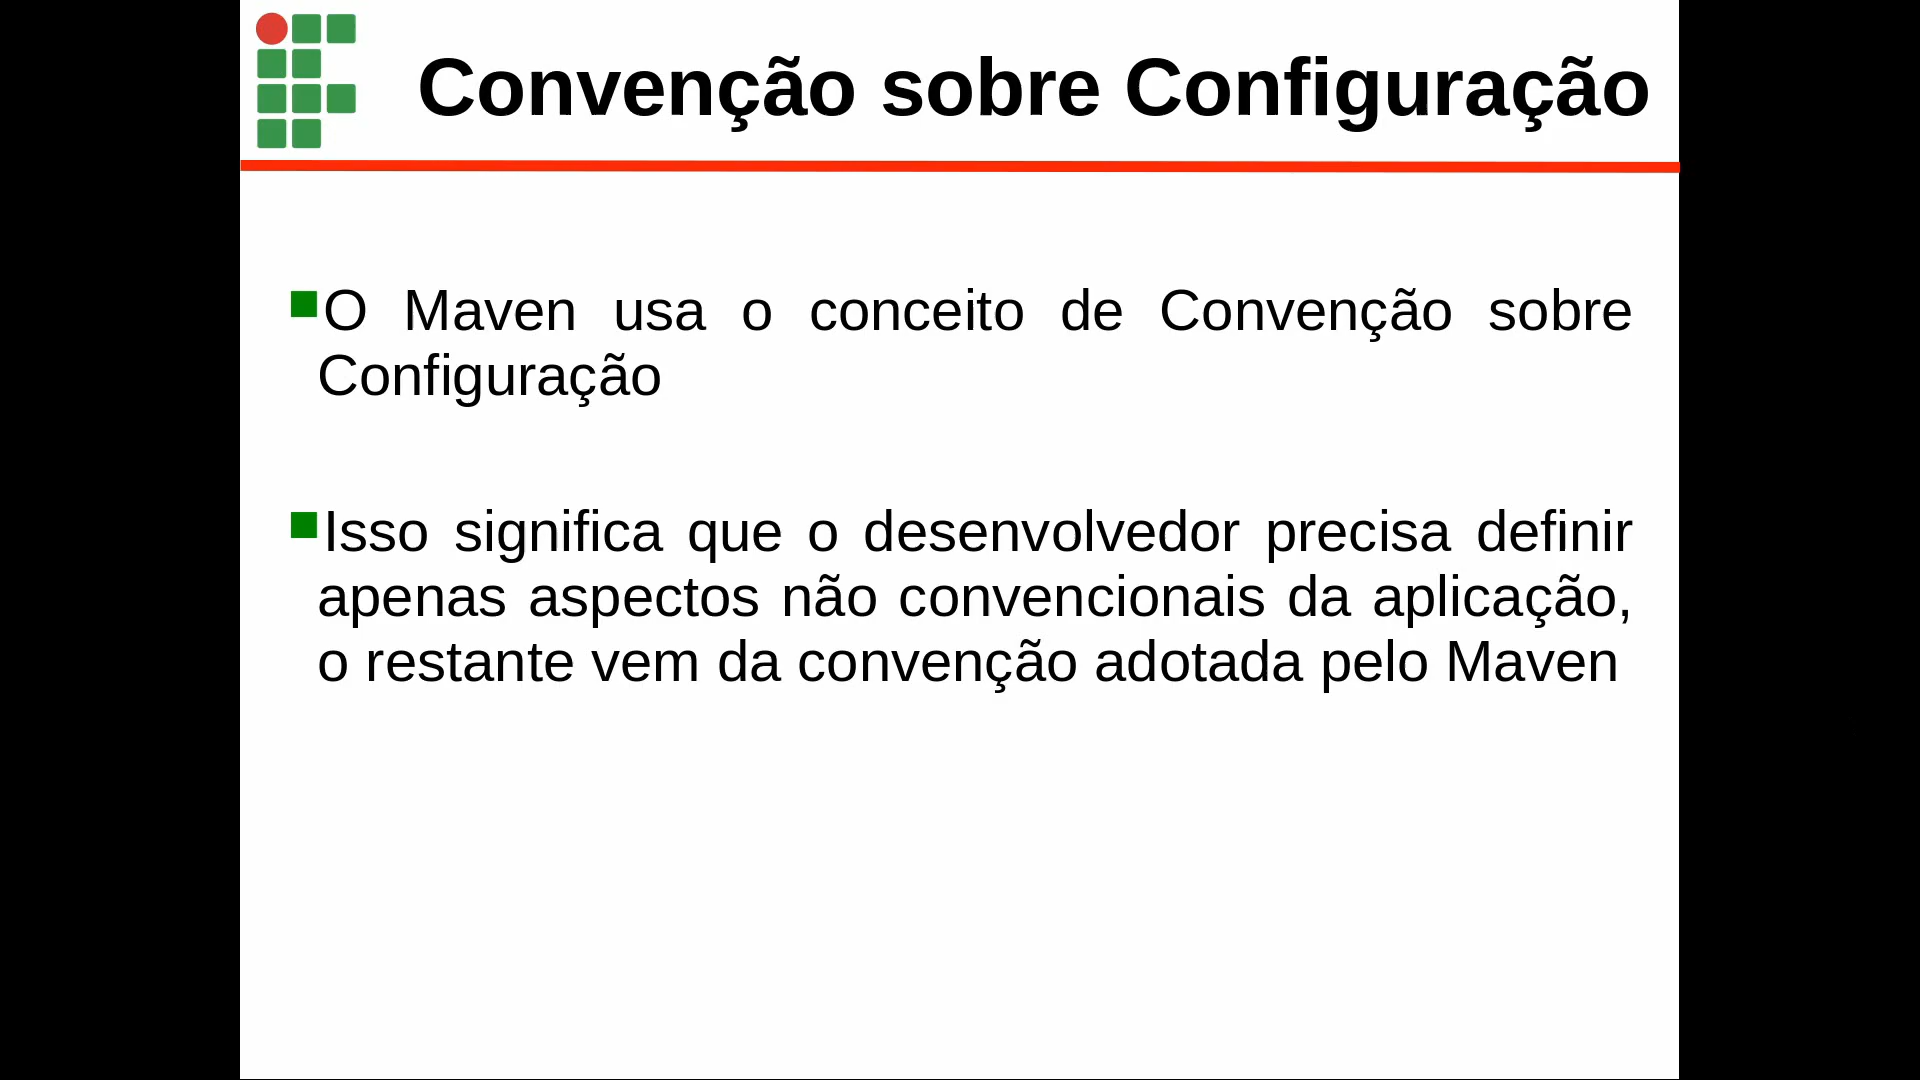 Convenção sobre Configuração
O Maven usa o conceito de Convenção sobre
Configuração
Isso significa que o desenvolvedor precisa definir
apenas aspectos não convencionais da aplicação,
o restante vem da convenção adotada pelo Maven